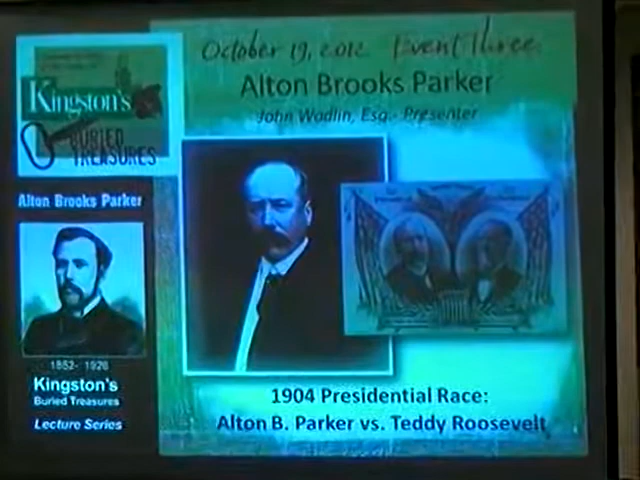 October 19, 2012 Event Three
Alton Brooks Parker
John Wadlin, Esq.- Presenter
Kingston's
BURIED
TREASURES
Alton Brooks Parker
1852- 1926
Kingston's
Buried Treasures
Lecture Series
1904 Presidential Race:
Alton B. Parker vs. Teddy Roosevelt